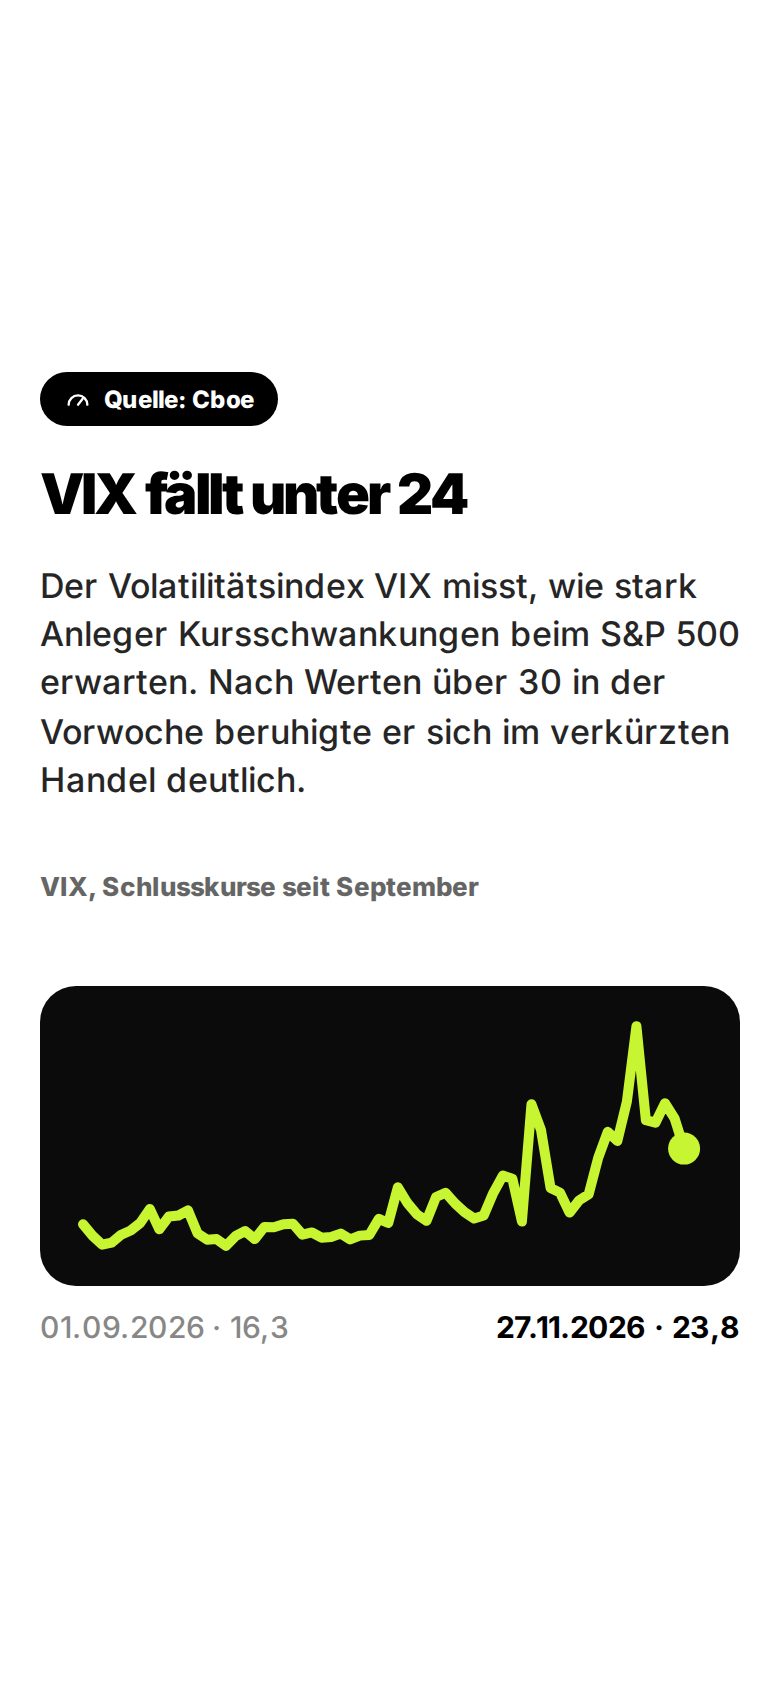 Quelle: Cboe
VIX fällt unter 24
Der Volatilitätsindex VIX misst, wie stark
Anleger Kursschwankungen beim S&P 500
erwarten. Nach Werten über 30 in der
Vorwoche beruhigte er sich im verkürzten
Handel deutlich.
VIX, Schlusskurse seit September
01.09.2026 · 16,3
27.11.2026 · 23,8